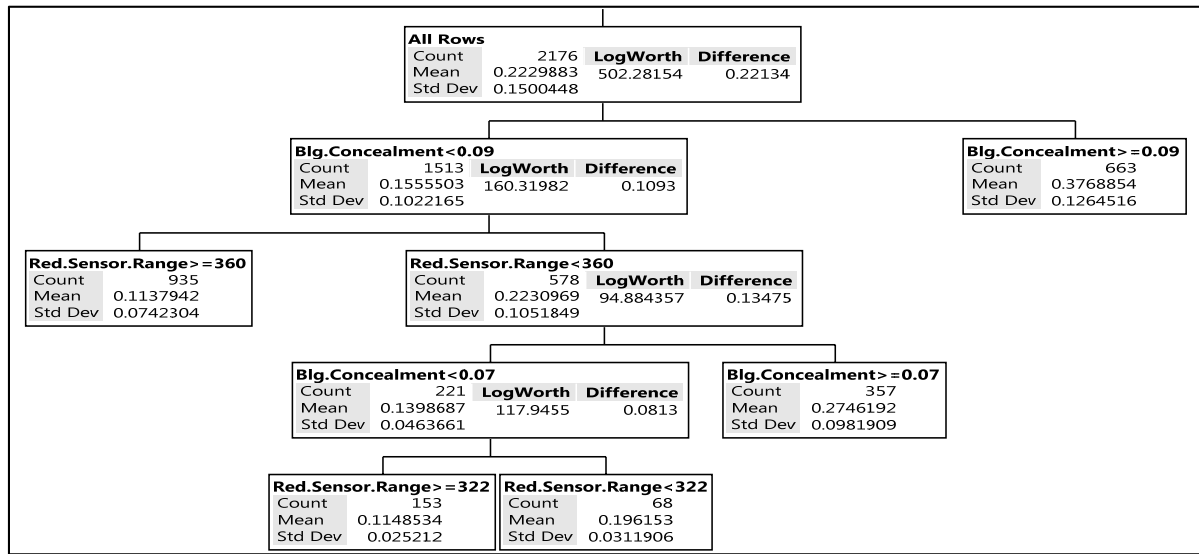 All Rows
Count 2176 LogWorth Difference
Mean 0.2229883 502.28154 0.22134
Std Dev 0.1500448
Blg.Concealment<0.09
Count 1513 LogWorth Difference
Mean 0.1555503 160.31982 0.1093
Std Dev 0.1022165
Blg.Concealment>=0.09
Count 663
Mean 0.3768854
Std Dev 0.1264516
Red.Sensor.Range>=360
Count 935
Mean 0.1137942
Std Dev 0.0742304
Red.Sensor.Range<360
Count 578 LogWorth Difference
Mean 0.2230969 94.884357 0.13475
Std Dev 0.1051849
Blg.Concealment<0.07
Count 221 LogWorth Difference
Mean 0.1398687 117.9455 0.0813
Std Dev 0.0463661
Blg.Concealment>=0.07
Count 357
Mean 0.2746192
Std Dev 0.0981909
Red.Sensor.Range>=322
Count 153
Mean 0.1148534
Std Dev 0.025212
Red.Sensor.Range<322
Count 68
Mean 0.196153
Std Dev 0.0311906